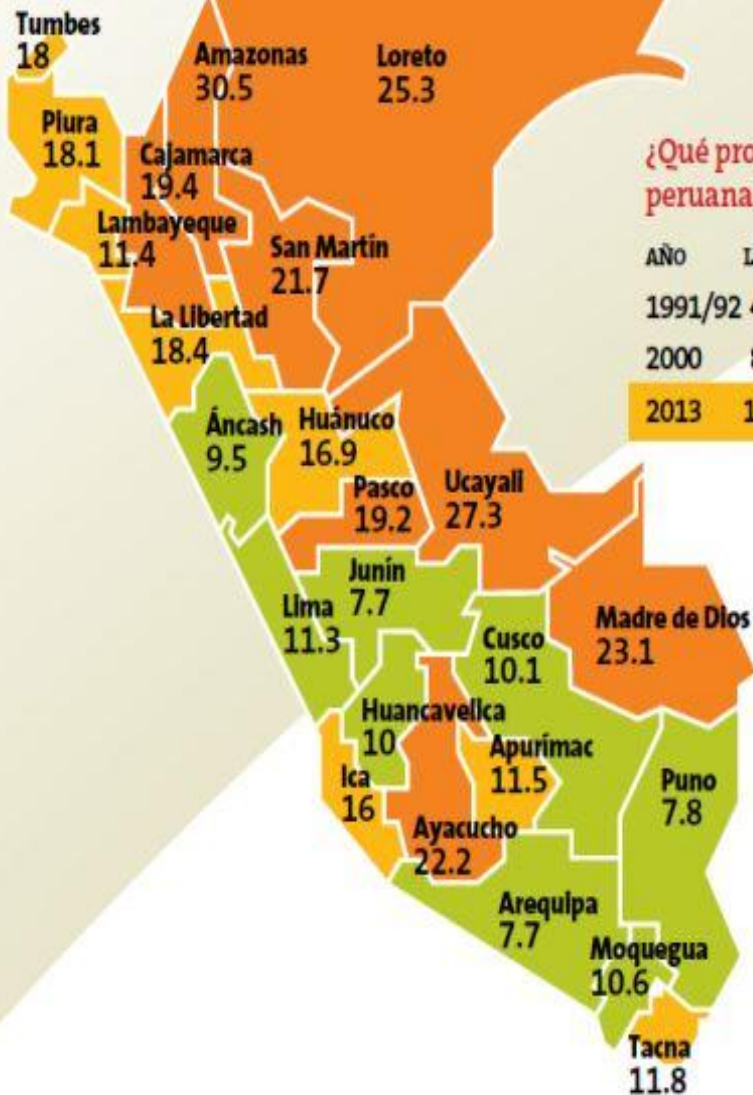 Tumbes
18
Amazonas
30.5
Loreto
25.3
Piura
18.1
Cajamarca
19.4
Lambayeque
11.4
San Martín
21.7
La Libertad
18.4
Áncash
9.5
Huánuco
16.9
Pasco
19.2
Ucayali
27.3
Junín
7.7
Lima
11.3
Cusco
10.1
Madre de Dios
23.1
Huancavelica
10
Apurímac
11.5
Ica
16
Ayacucho
22.2
Puno
7.8
Arequipa
7.7
Moquegua
10.6
Tacna
11.8
¿Qué pro
peruana
AÑO L
1991/92 4
2000 8
2013 1